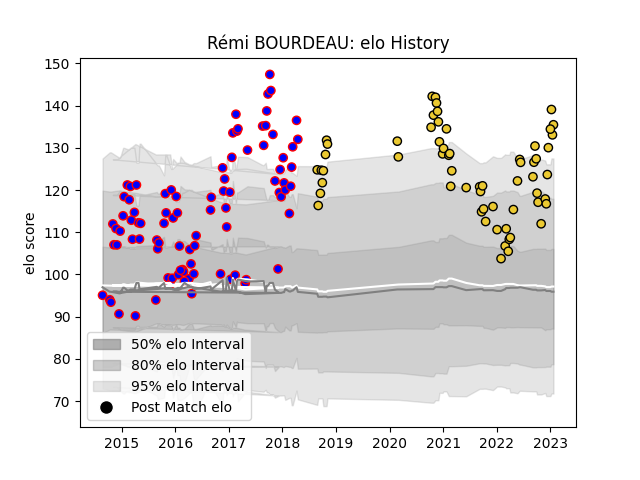 Rémi BOURDEAU: elo History
elo score
150
140
130
120
110
100
90
80
70
50% elo Interval
80% elo Interval
95% elo Interval
Post Match elo
2015 2016 2017 2018 2019 2020 2021 2022 2023